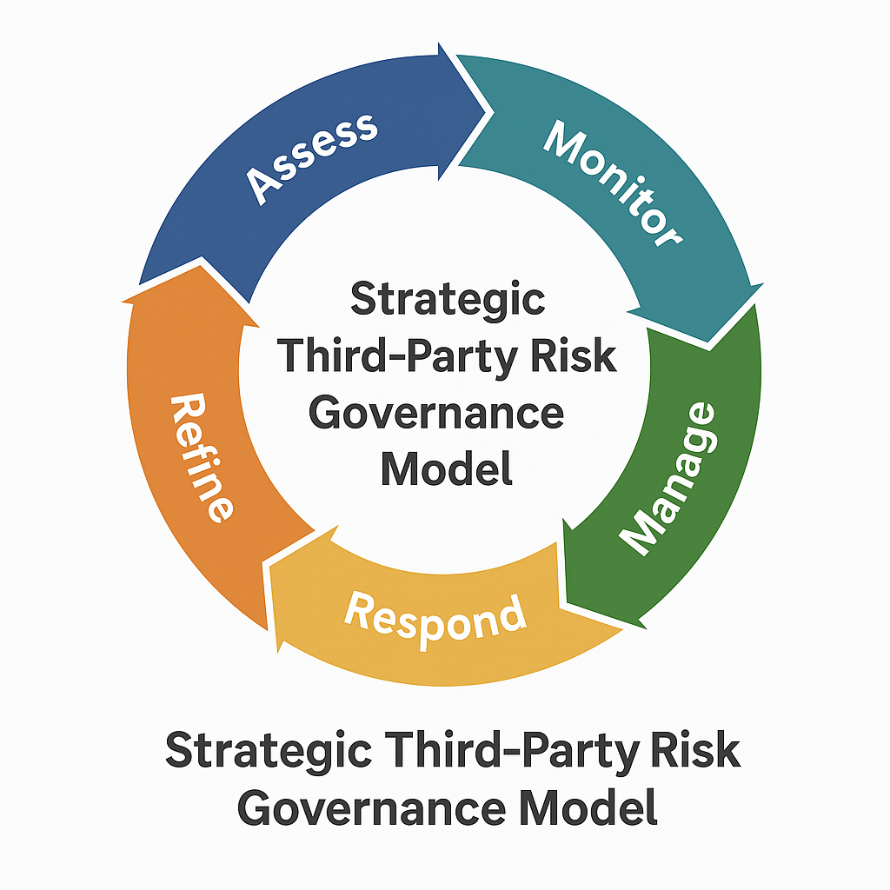 Assess
Monitor
Manage
Respond
Refine
Strategic
Third-Party Risk
Governance
Model
Strategic Third-Party Risk
Governance Model